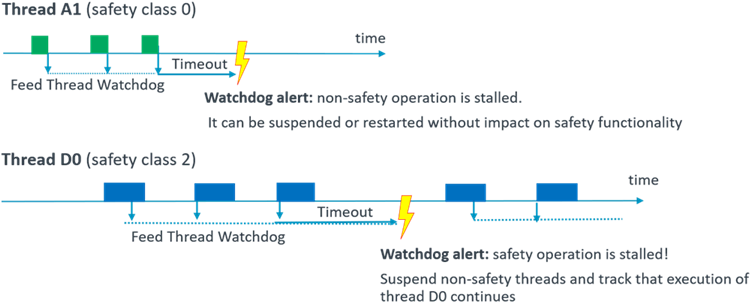 Thread A1 (safety class 0)
time
Timeout
Feed Thread Watchdog
Watchdog alert: non-safety operation is stalled.
It can be suspended or restarted without impact on safety functionality
Thread D0 (safety class 2)
time
Timeout
Feed Thread Watchdog
Watchdog alert: safety operation is stalled!
Suspend non-safety threads and track that execution of
thread D0 continues